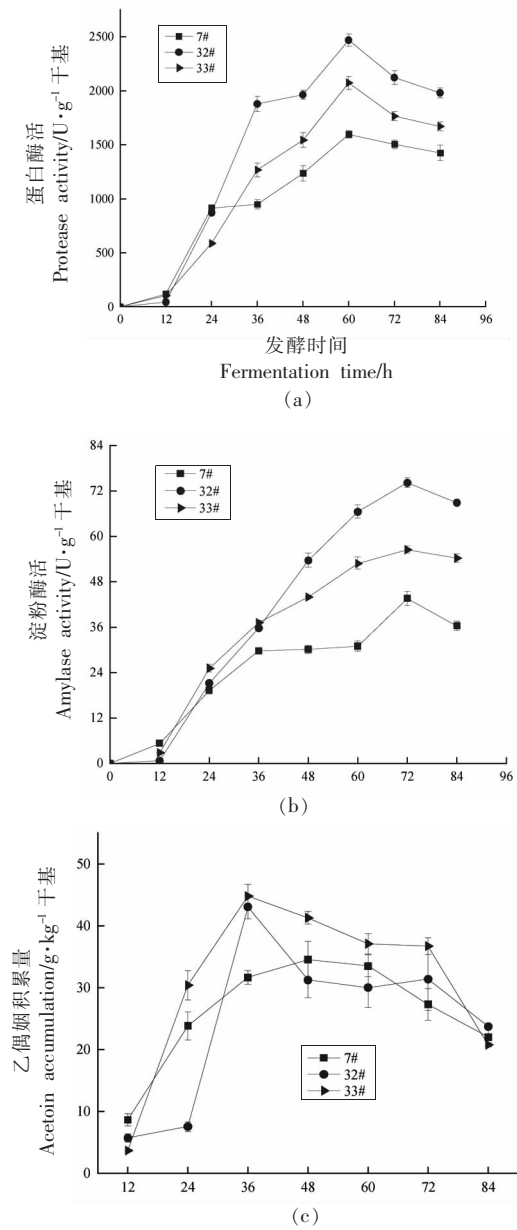 2500
2000
1500
1000
500
0
7#
32#
33#
蛋白酶活
Protease activity/U·g⁻¹干基
0 12 24 36 48 60 72 84 96
发酵时间
Fermentation time/h
(a)
84
72
60
48
36
24
12
0
7#
32#
33#
淀粉酶活
Amylase activity/U·g⁻¹干基
0 12 24 36 48 60 72 84 96
(b)
50
40
30
20
10
0
乙偶姻积累量
Acetoin accumulation/g·kg⁻¹干基
7#
32#
33#
12 24 36 48 60 72 84
(c)